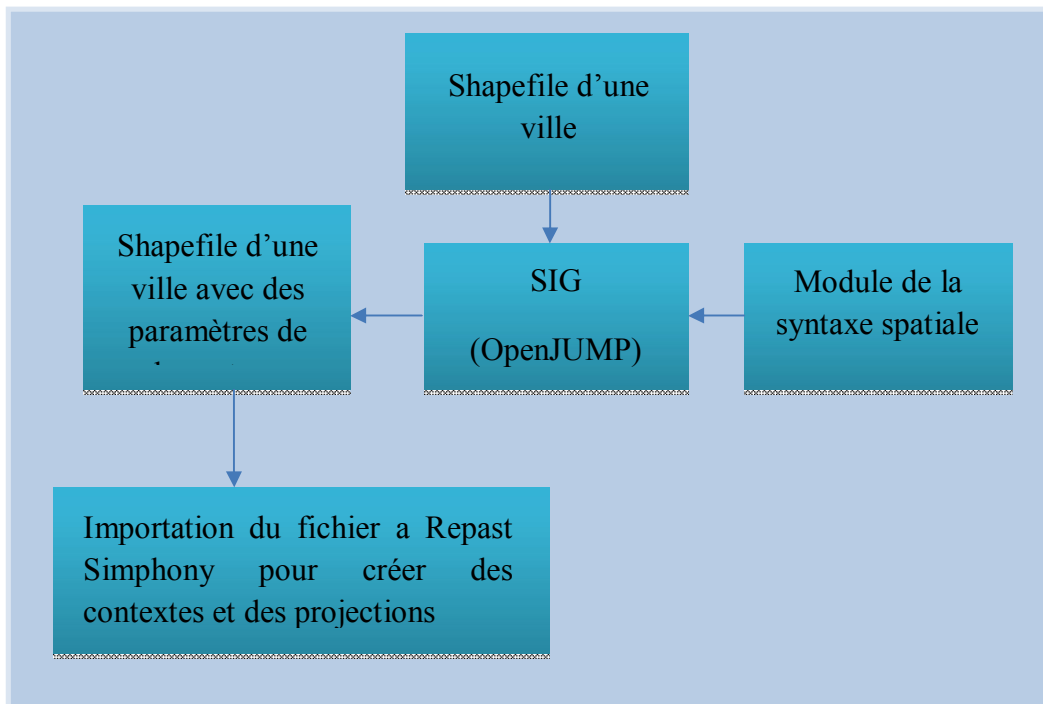 Shapefile d’une
ville
Shapefile d’une
ville avec des
paramètres de
SIG
(OpenJUMP)
Module de la
syntaxe spatiale
Importation du fichier a Repast
Simphony pour créer des
contextes et des projections